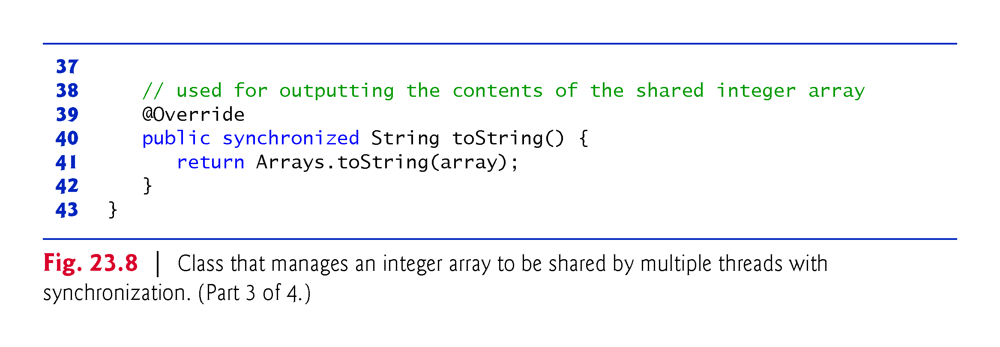 37
38 // used for outputting the contents of the shared integer array
39 @Override
40 public synchronized String toString() {
41 return Arrays.toString(array);
42 }
43 }
Fig. 23.8 | Class that manages an integer array to be shared by multiple threads with
synchronization. (Part 3 of 4.)